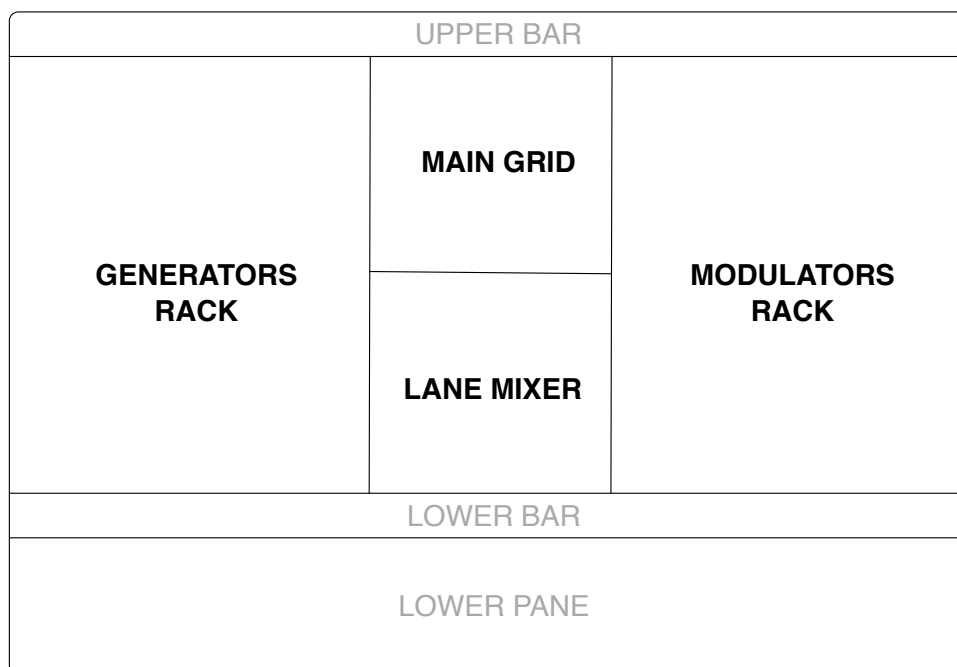 UPPER BAR
MAIN GRID
GENERATORS
RACK
MODULATORS
RACK
LANE MIXER
LOWER BAR
LOWER PANE